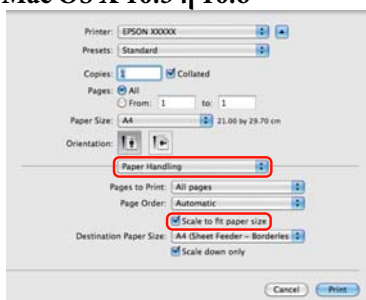 Mac OS X 10.5 ή 10.6
Printer: EPSON XXXXX
Presets: Standard
Copies: 1 Collated
Pages: All
From: 1 to: 1
Paper Size: A4 21.00 by 29.70 cm
Orientation:
Paper Handling
Pages to Print: All pages
Page Order: Automatic
Scale to fit paper size
Destination Paper Size: A4 (Sheet Feeder - Borderles
Scale down only
Cancel Print